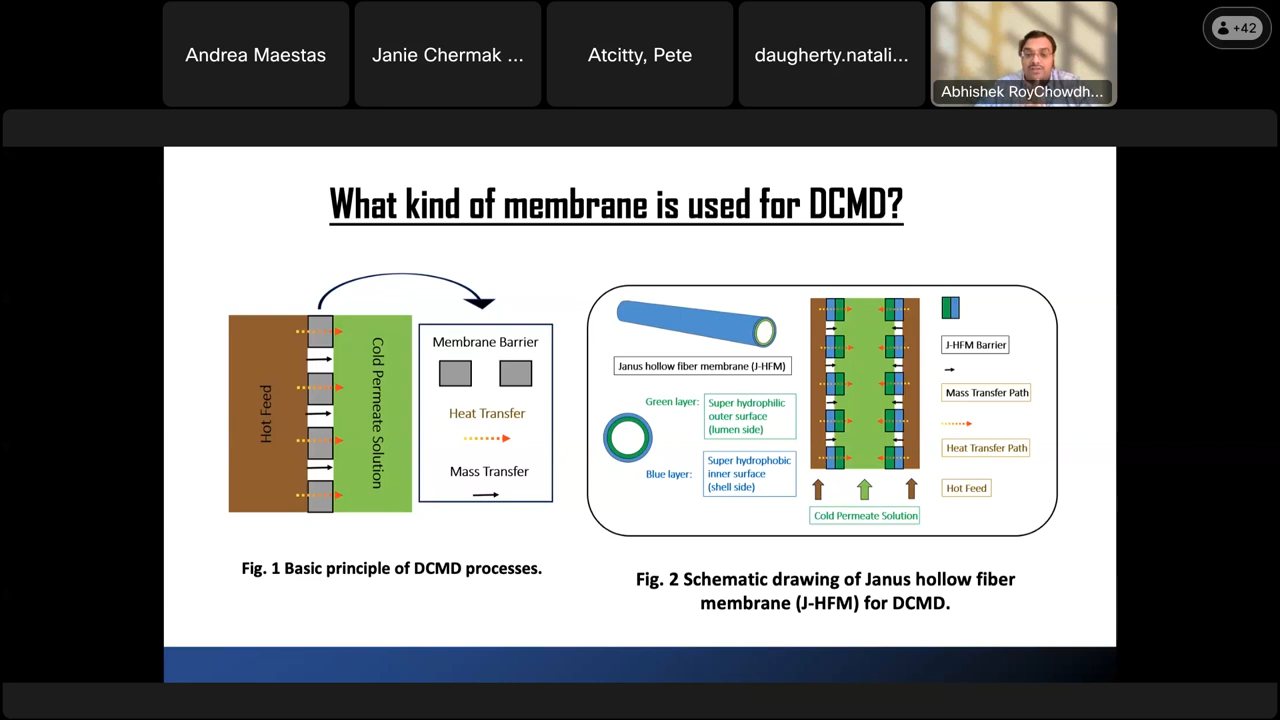 Andrea Maestas
Janie Chermak ...
Atcitty, Pete
daugherty.natali...
Abhishek RoyChowdh...
+42
What kind of membrane is used for DCMD?
Hot Feed
Cold Permeate Solution
Membrane Barrier
Heat Transfer
Mass Transfer
Fig. 1 Basic principle of DCMD processes.
Janus hollow fiber membrane (J-HFM)
Green layer:
Super hydrophilic
outer surface
(lumen side)
Blue layer:
Super hydrophobic
inner surface
(shell side)
Cold Permeate Solution
J-HFM Barrier
Mass Transfer Path
Heat Transfer Path
Hot Feed
Fig. 2 Schematic drawing of Janus hollow fiber
membrane (J-HFM) for DCMD.